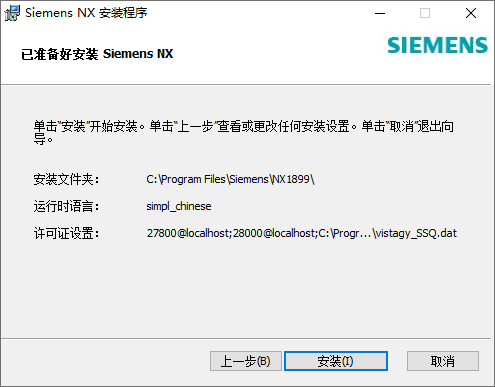 Siemens NX 安装程序
已准备好安装 Siemens NX
SIEMENS
单击"安装"开始安装。单击"上一步"查看或更改任何安装设置。单击"取消"退出向
导。
安装文件夹： C:\Program Files\Siemens\NX1899\
运行时语言： simpl_chinese
许可证设置： 27800@localhost;28000@localhost;C:\Progr...\vistagy_SSQ.dat
上一步(B) 安装(I) 取消